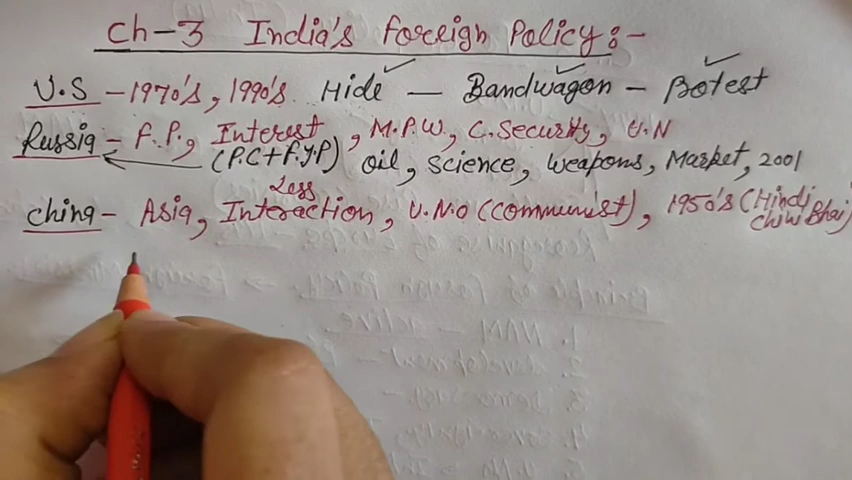 Ch-3 India's Foreign Policy:-
U.S - 1970's, 1990's. Hide - Bandwagon - Botest
Russia - F.P., Interest, M.P.W., C. Security, U.N
(P.C + F.Y.P) Oil, science, weapons, Market, 2001
Less
China - Asia, Interaction, U.N.O (Communist), 1950's (Hindi
Chini Bhai)